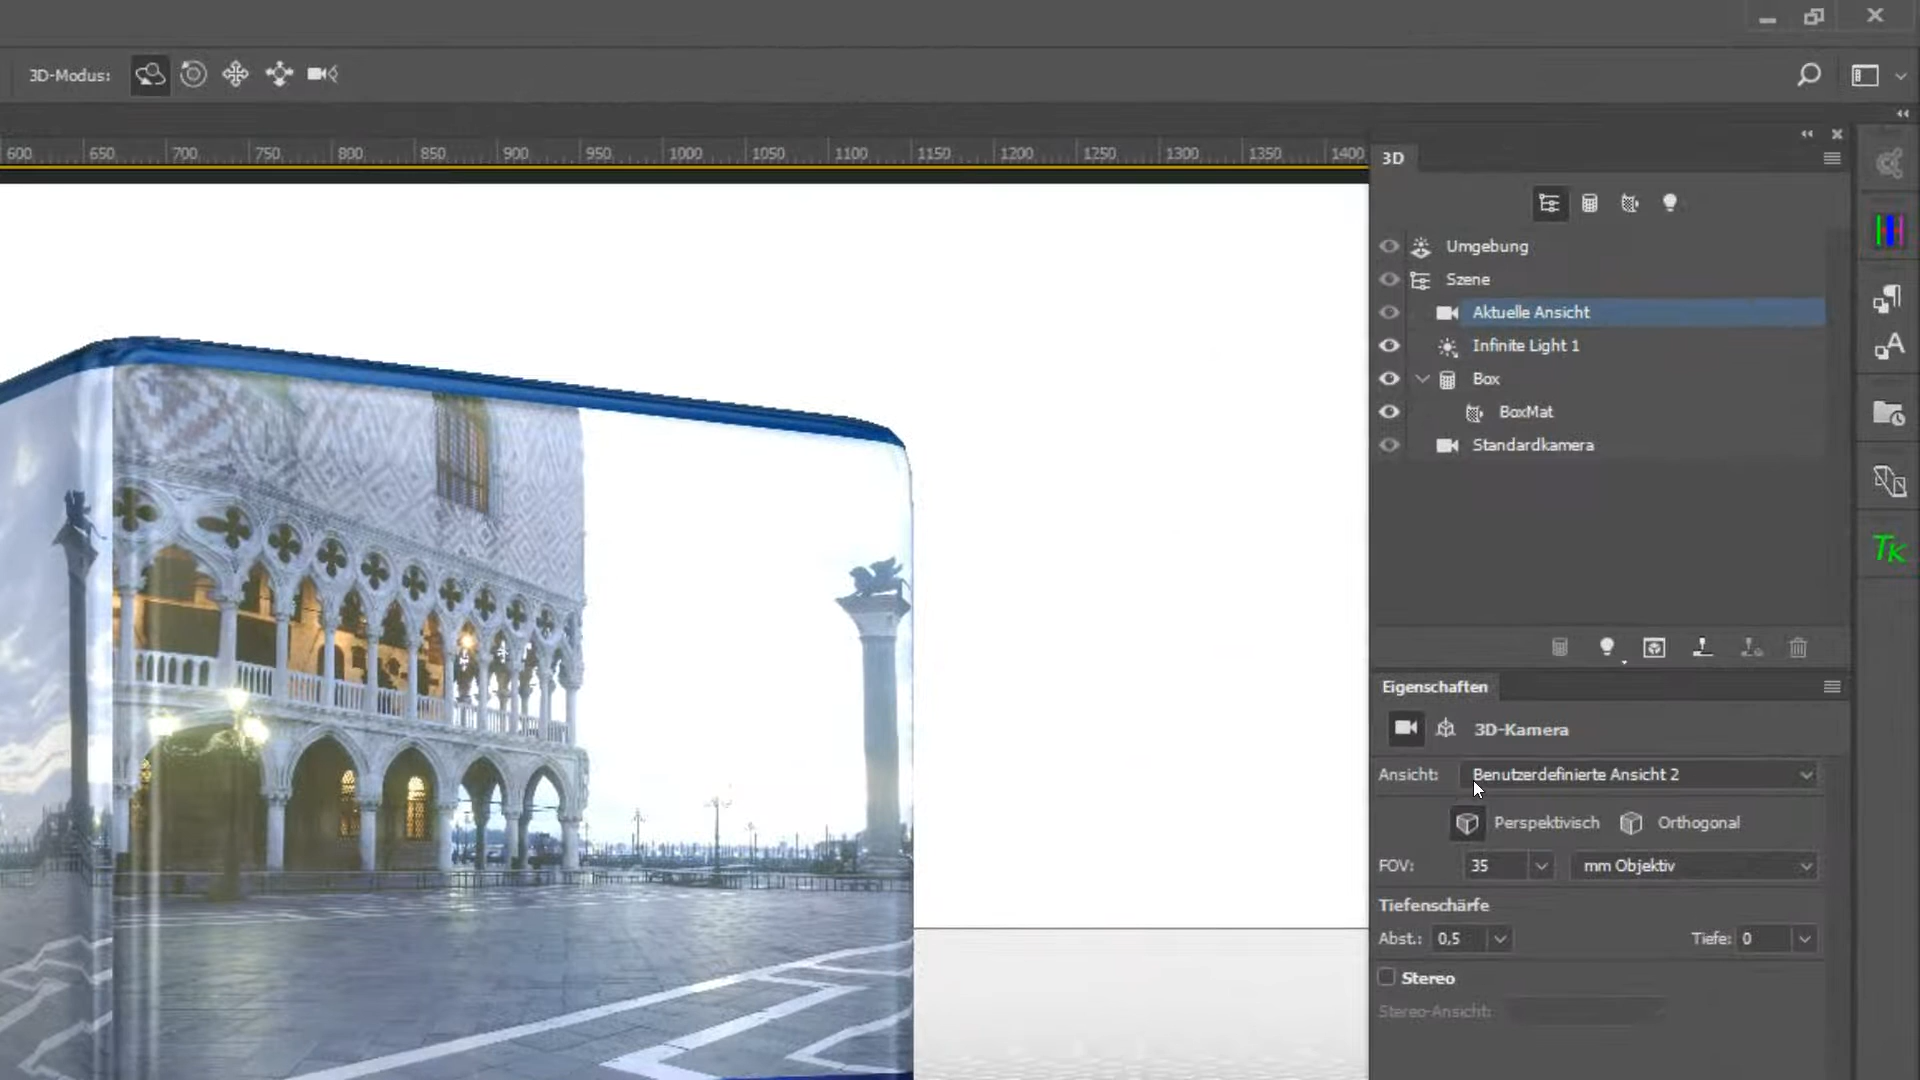 3D-Modus:
600 650 700 750 800 850 900 950 1000 1050 1100 1150 1200 1250 1300 1350 1400
3D
Umgebung
Szene
Aktuelle Ansicht
Infinite Light 1
Box
BoxMat
Standardkamera
TK
Eigenschaften
3D-Kamera
Ansicht: Benutzerdefinierte Ansicht 2
Perspektivisch Orthogonal
FOV: 35 mm Objektiv
Tiefenschärfe
Abst.: 0,5 Tiefe: 0
Stereo
Stereo-Ansicht: